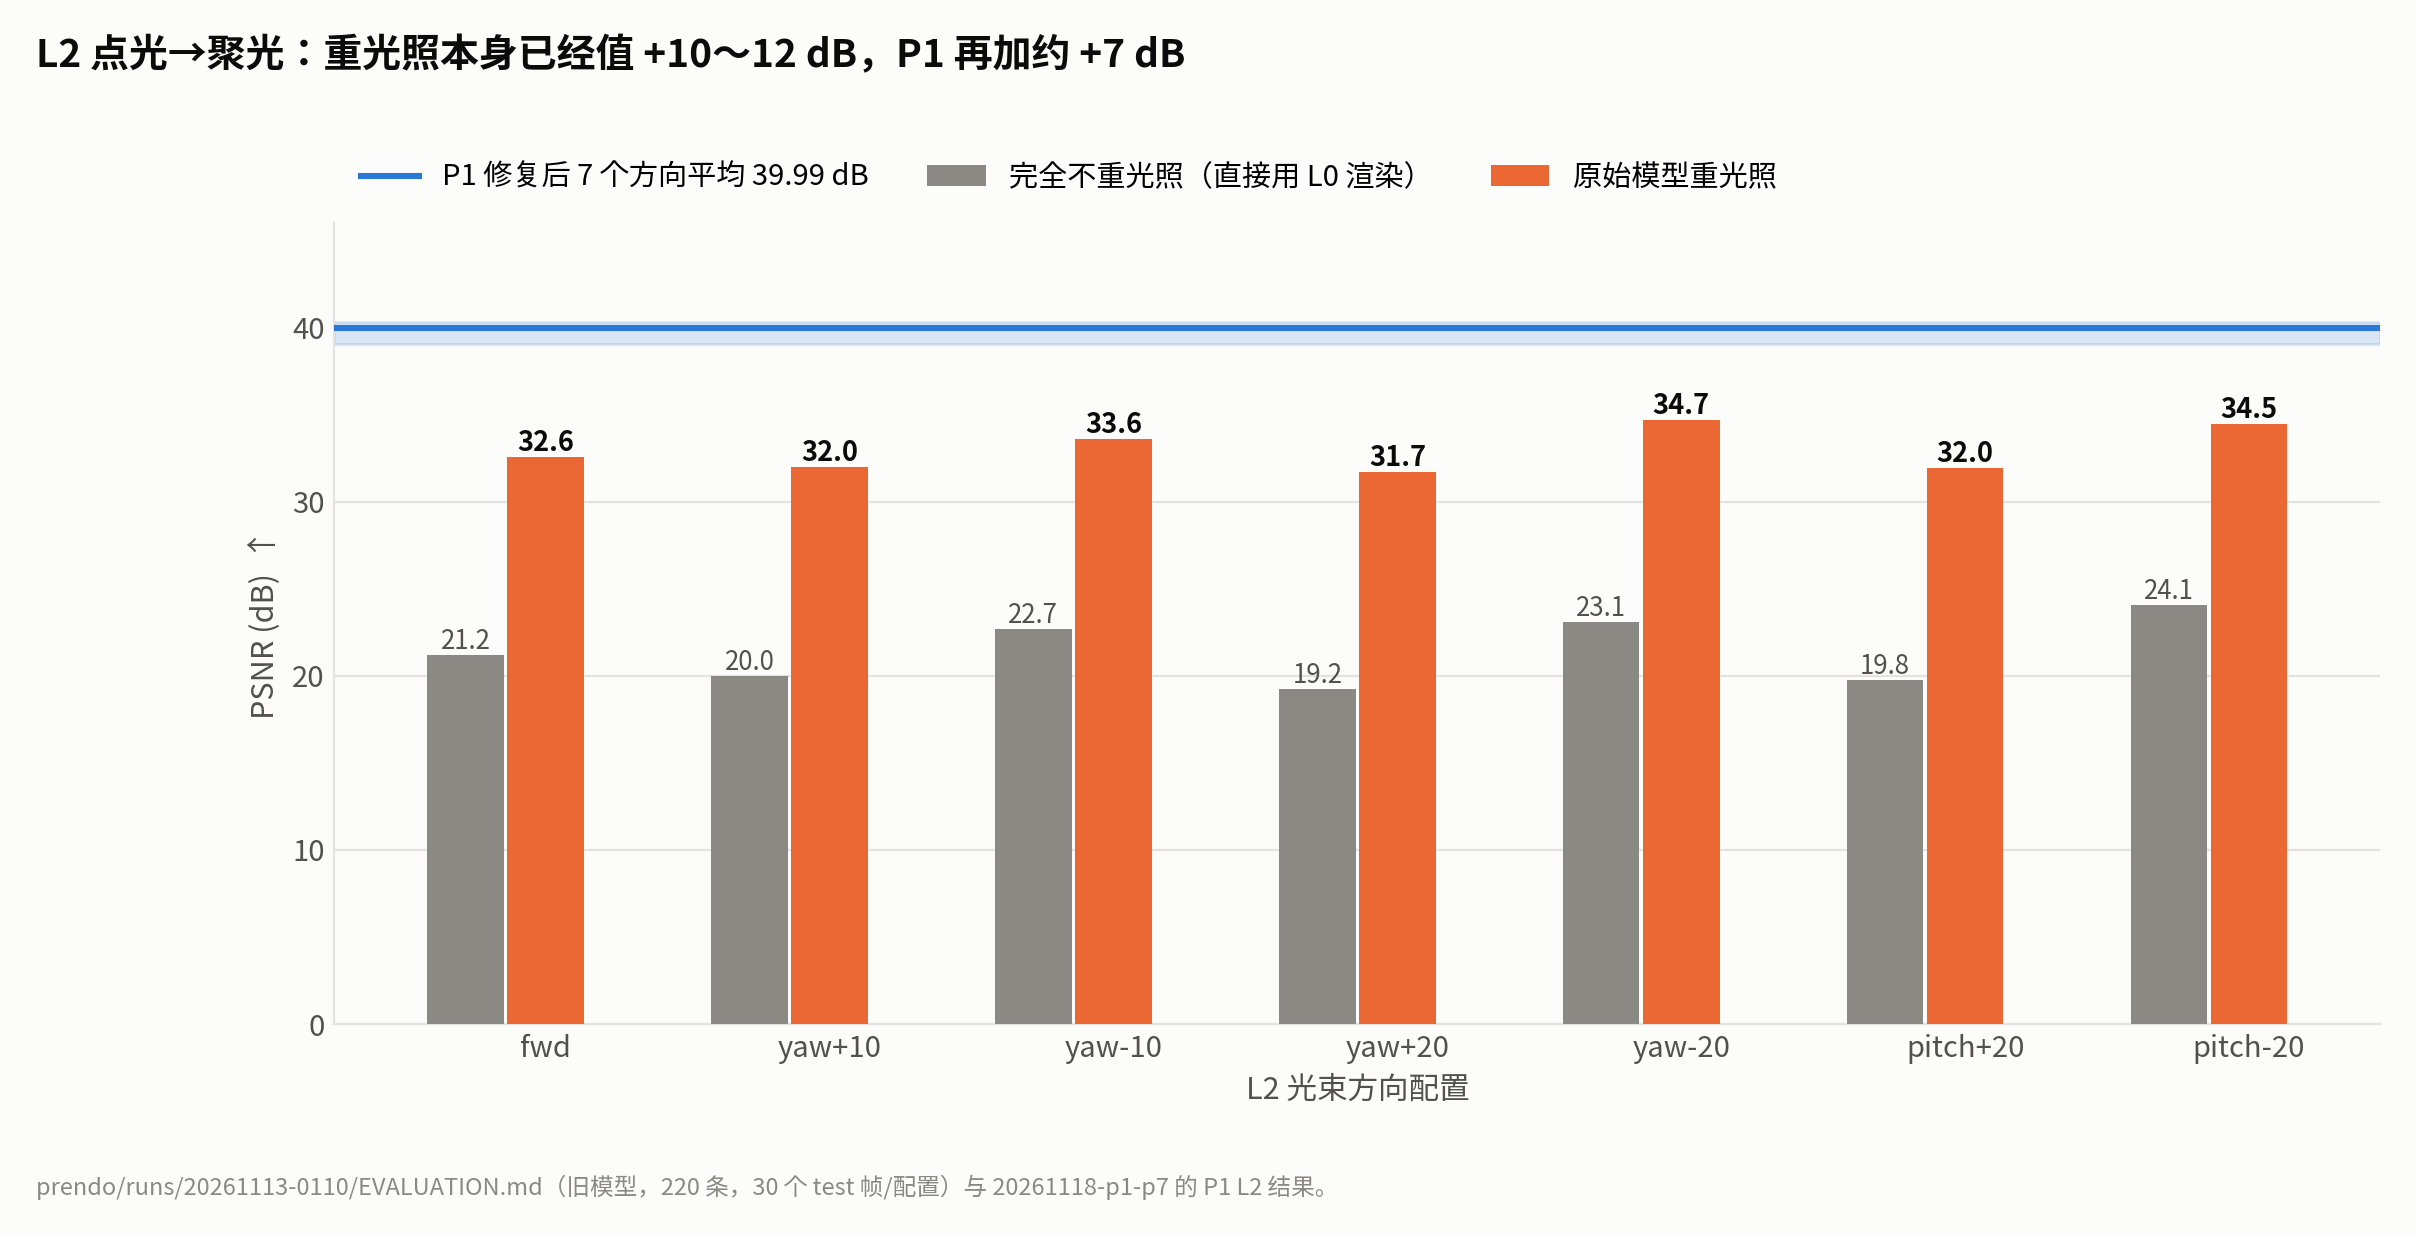 L2 点光→聚光：重光照本身已经值 +10～12 dB，P1 再加约 +7 dB
P1 修复后 7 个方向平均 39.99 dB
完全不重光照（直接用 L0 渲染）
原始模型重光照
PSNR (dB) ↑
40
30
20
10
0
21.2
32.6
20.0
32.0
22.7
33.6
19.2
31.7
23.1
34.7
19.8
32.0
24.1
34.5
fwd
yaw+10
yaw-10
yaw+20
yaw-20
pitch+20
pitch-20
L2 光束方向配置
prendo/runs/20261113-0110/EVALUATION.md（旧模型，220 条，30 个 test 帧/配置）与 20261118-p1-p7 的 P1 L2 结果。